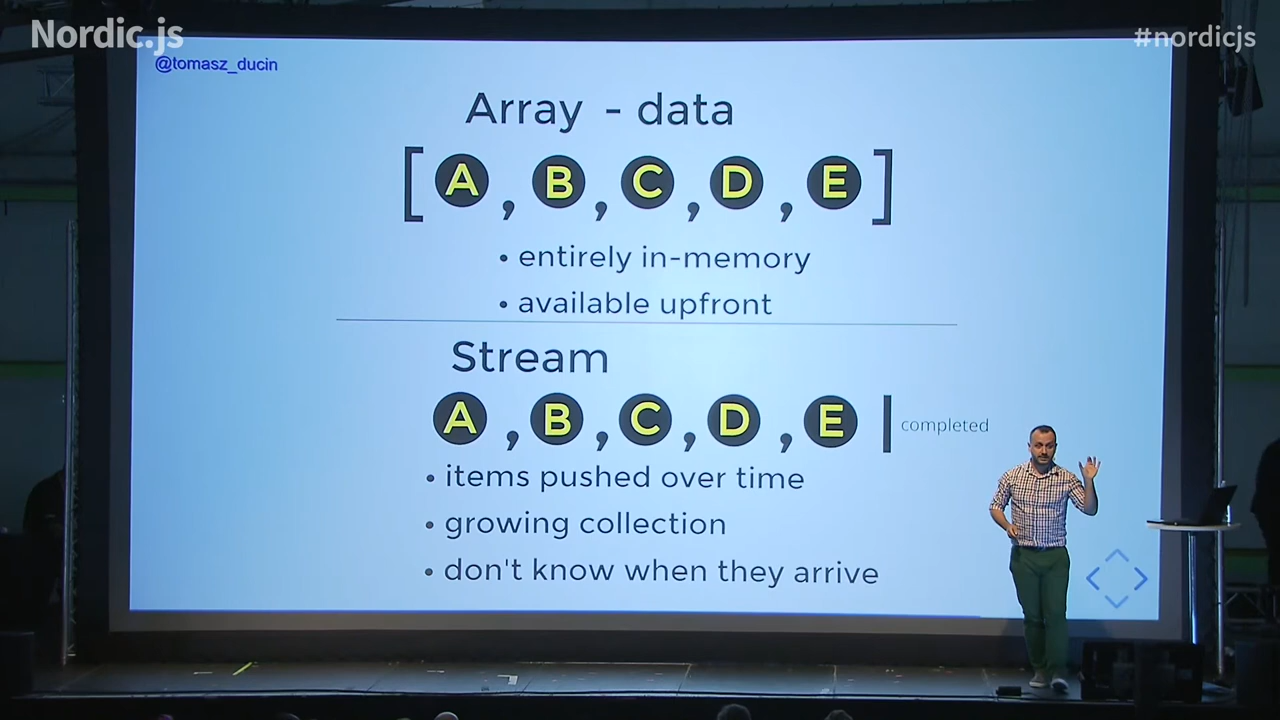 Nordic.js
#nordicjs
@tomasz_ducin
Array - data
[A, B, C, D, E]
• entirely in-memory
• available upfront
Stream
A, B, C, D, E | completed
• items pushed over time
• growing collection
• don't know when they arrive